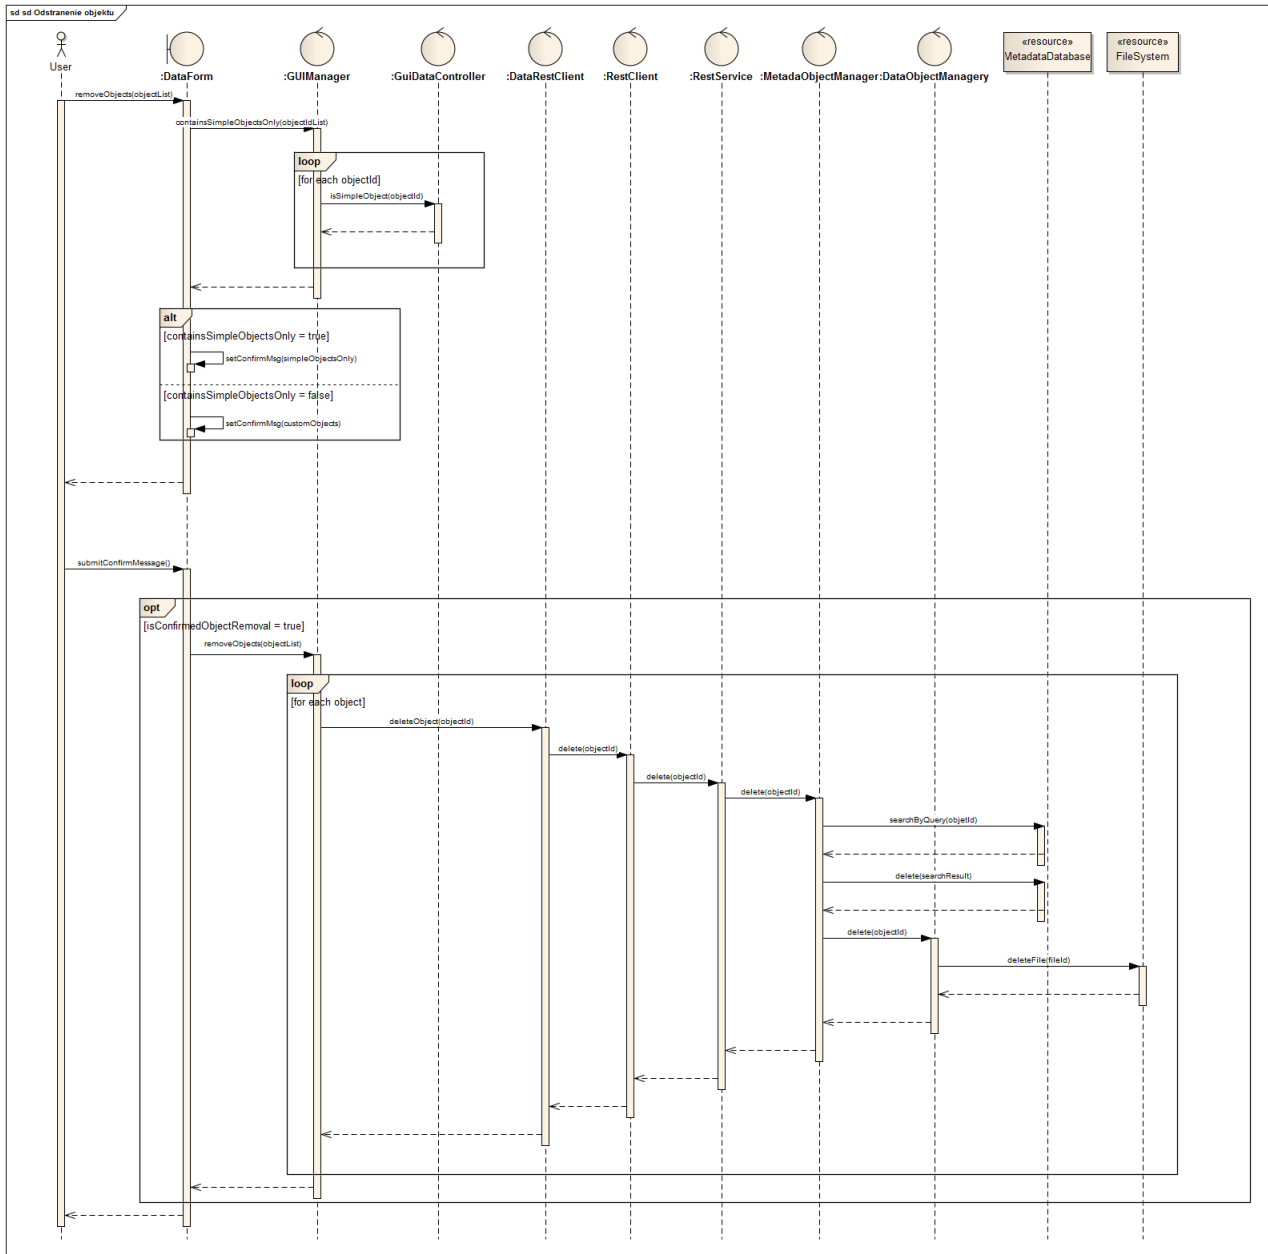 sd sd Odstranenie objektu
User
:DataForm
:GUIManager
:GuiDataController
:DataRestClient
:RestClient
:RestService
:MetadaObjectManager
:DataObjectManagery
«resource»
MetadataDatabase
«resource»
FileSystem
removeObjects(objectList)
containsSimpleObjectsOnly(objectIdList)
loop
[for each objectId]
isSimpleObject(objectId)
alt
[containsSimpleObjectsOnly = true]
setConfirmMsg(simpleObjectsOnly)
[containsSimpleObjectsOnly = false]
setConfirmMsg(customObjects)
submitConfirmMessage()
opt
[isConfirmedObjectRemoval = true]
removeObjects(objectList)
loop
[for each object]
deleteObject(objectId)
delete(objectId)
delete(objectId)
delete(objectId)
searchByQuery(objetId)
delete(searchResult)
delete(objectId)
deleteFile(fileId)